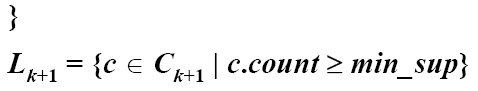 }
Lₖ₊₁ = {c ∈ Cₖ₊₁ | c.count ≥ min_sup}